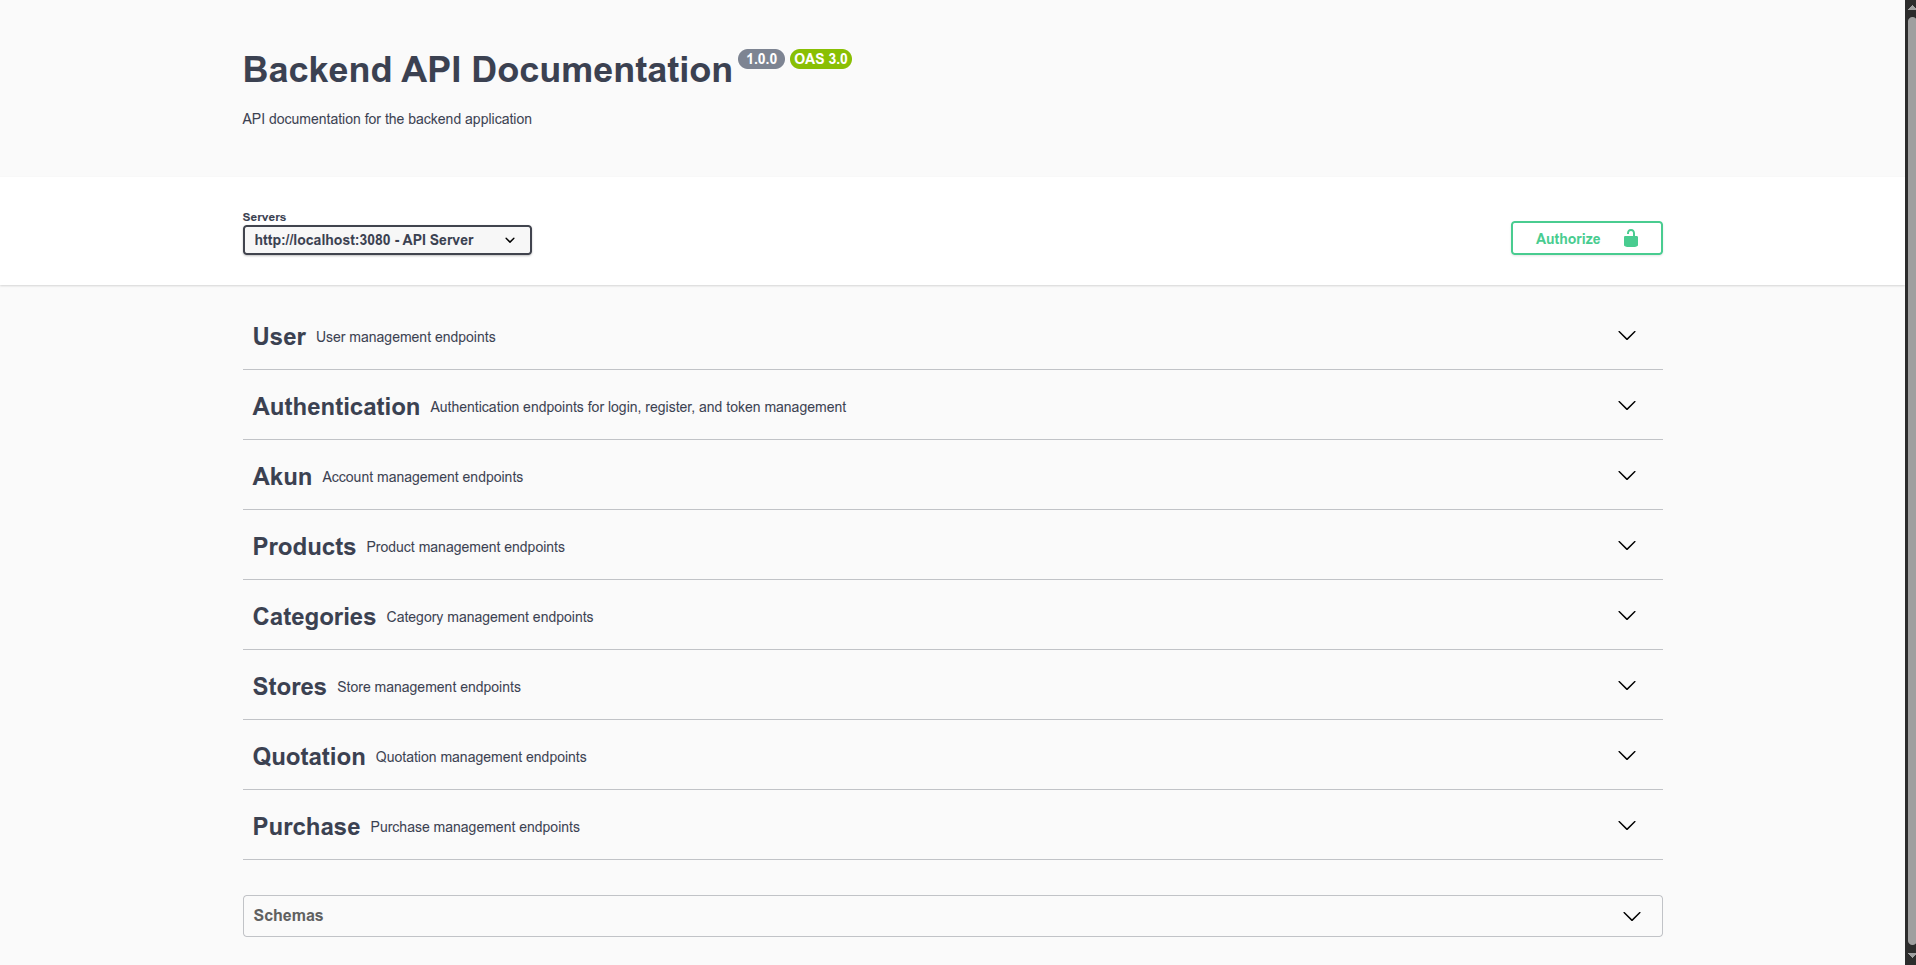 Backend API Documentation 1.0.0 OAS 3.0
API documentation for the backend application
Servers
http://localhost:3080 - API Server
Authorize
User User management endpoints
Authentication Authentication endpoints for login, register, and token management
Akun Account management endpoints
Products Product management endpoints
Categories Category management endpoints
Stores Store management endpoints
Quotation Quotation management endpoints
Purchase Purchase management endpoints
Schemas